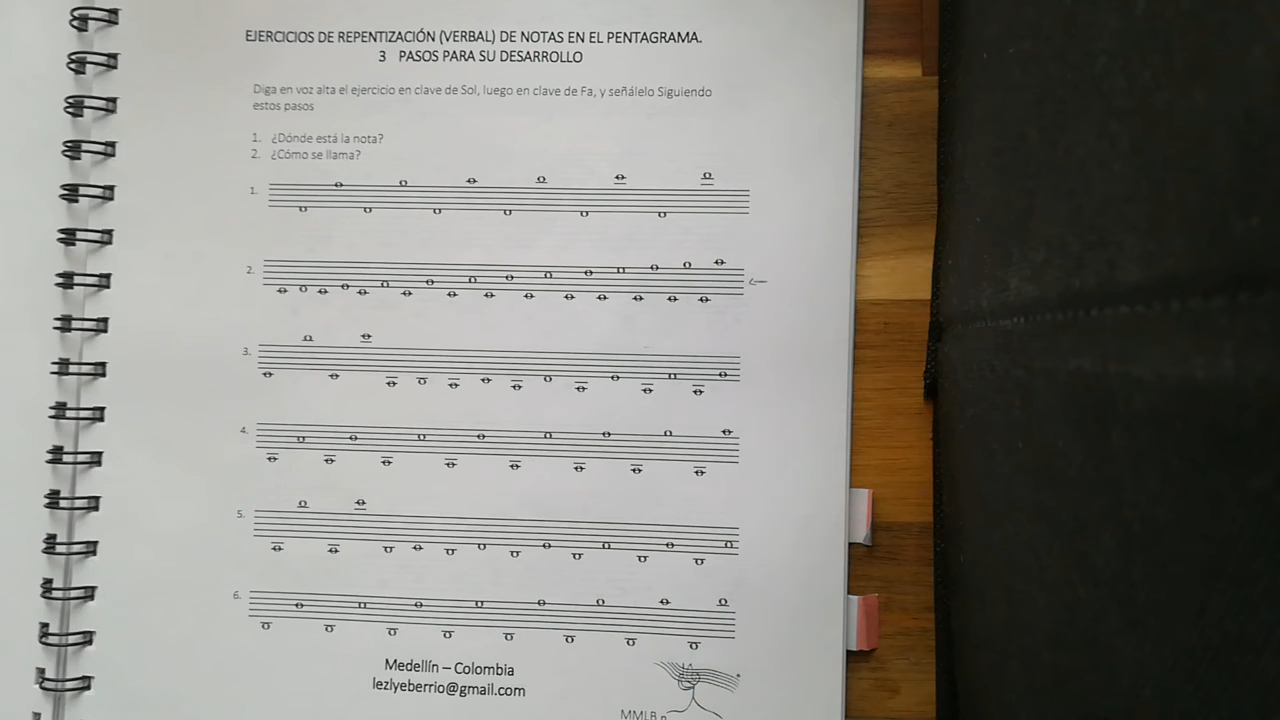 EJERCICIOS DE REPENTIZACIÓN (VERBAL) DE NOTAS EN EL PENTAGRAMA.
3 PASOS PARA SU DESARROLLO
Diga en voz alta el ejercicio en clave de Sol, luego en clave de Fa, y señálelo Siguiendo
estos pasos
1. ¿Dónde está la nota?
2. ¿Cómo se llama?
1.
2.
3.
4.
5.
6.
Medellín – Colombia
lezlyeberrio@gmail.com